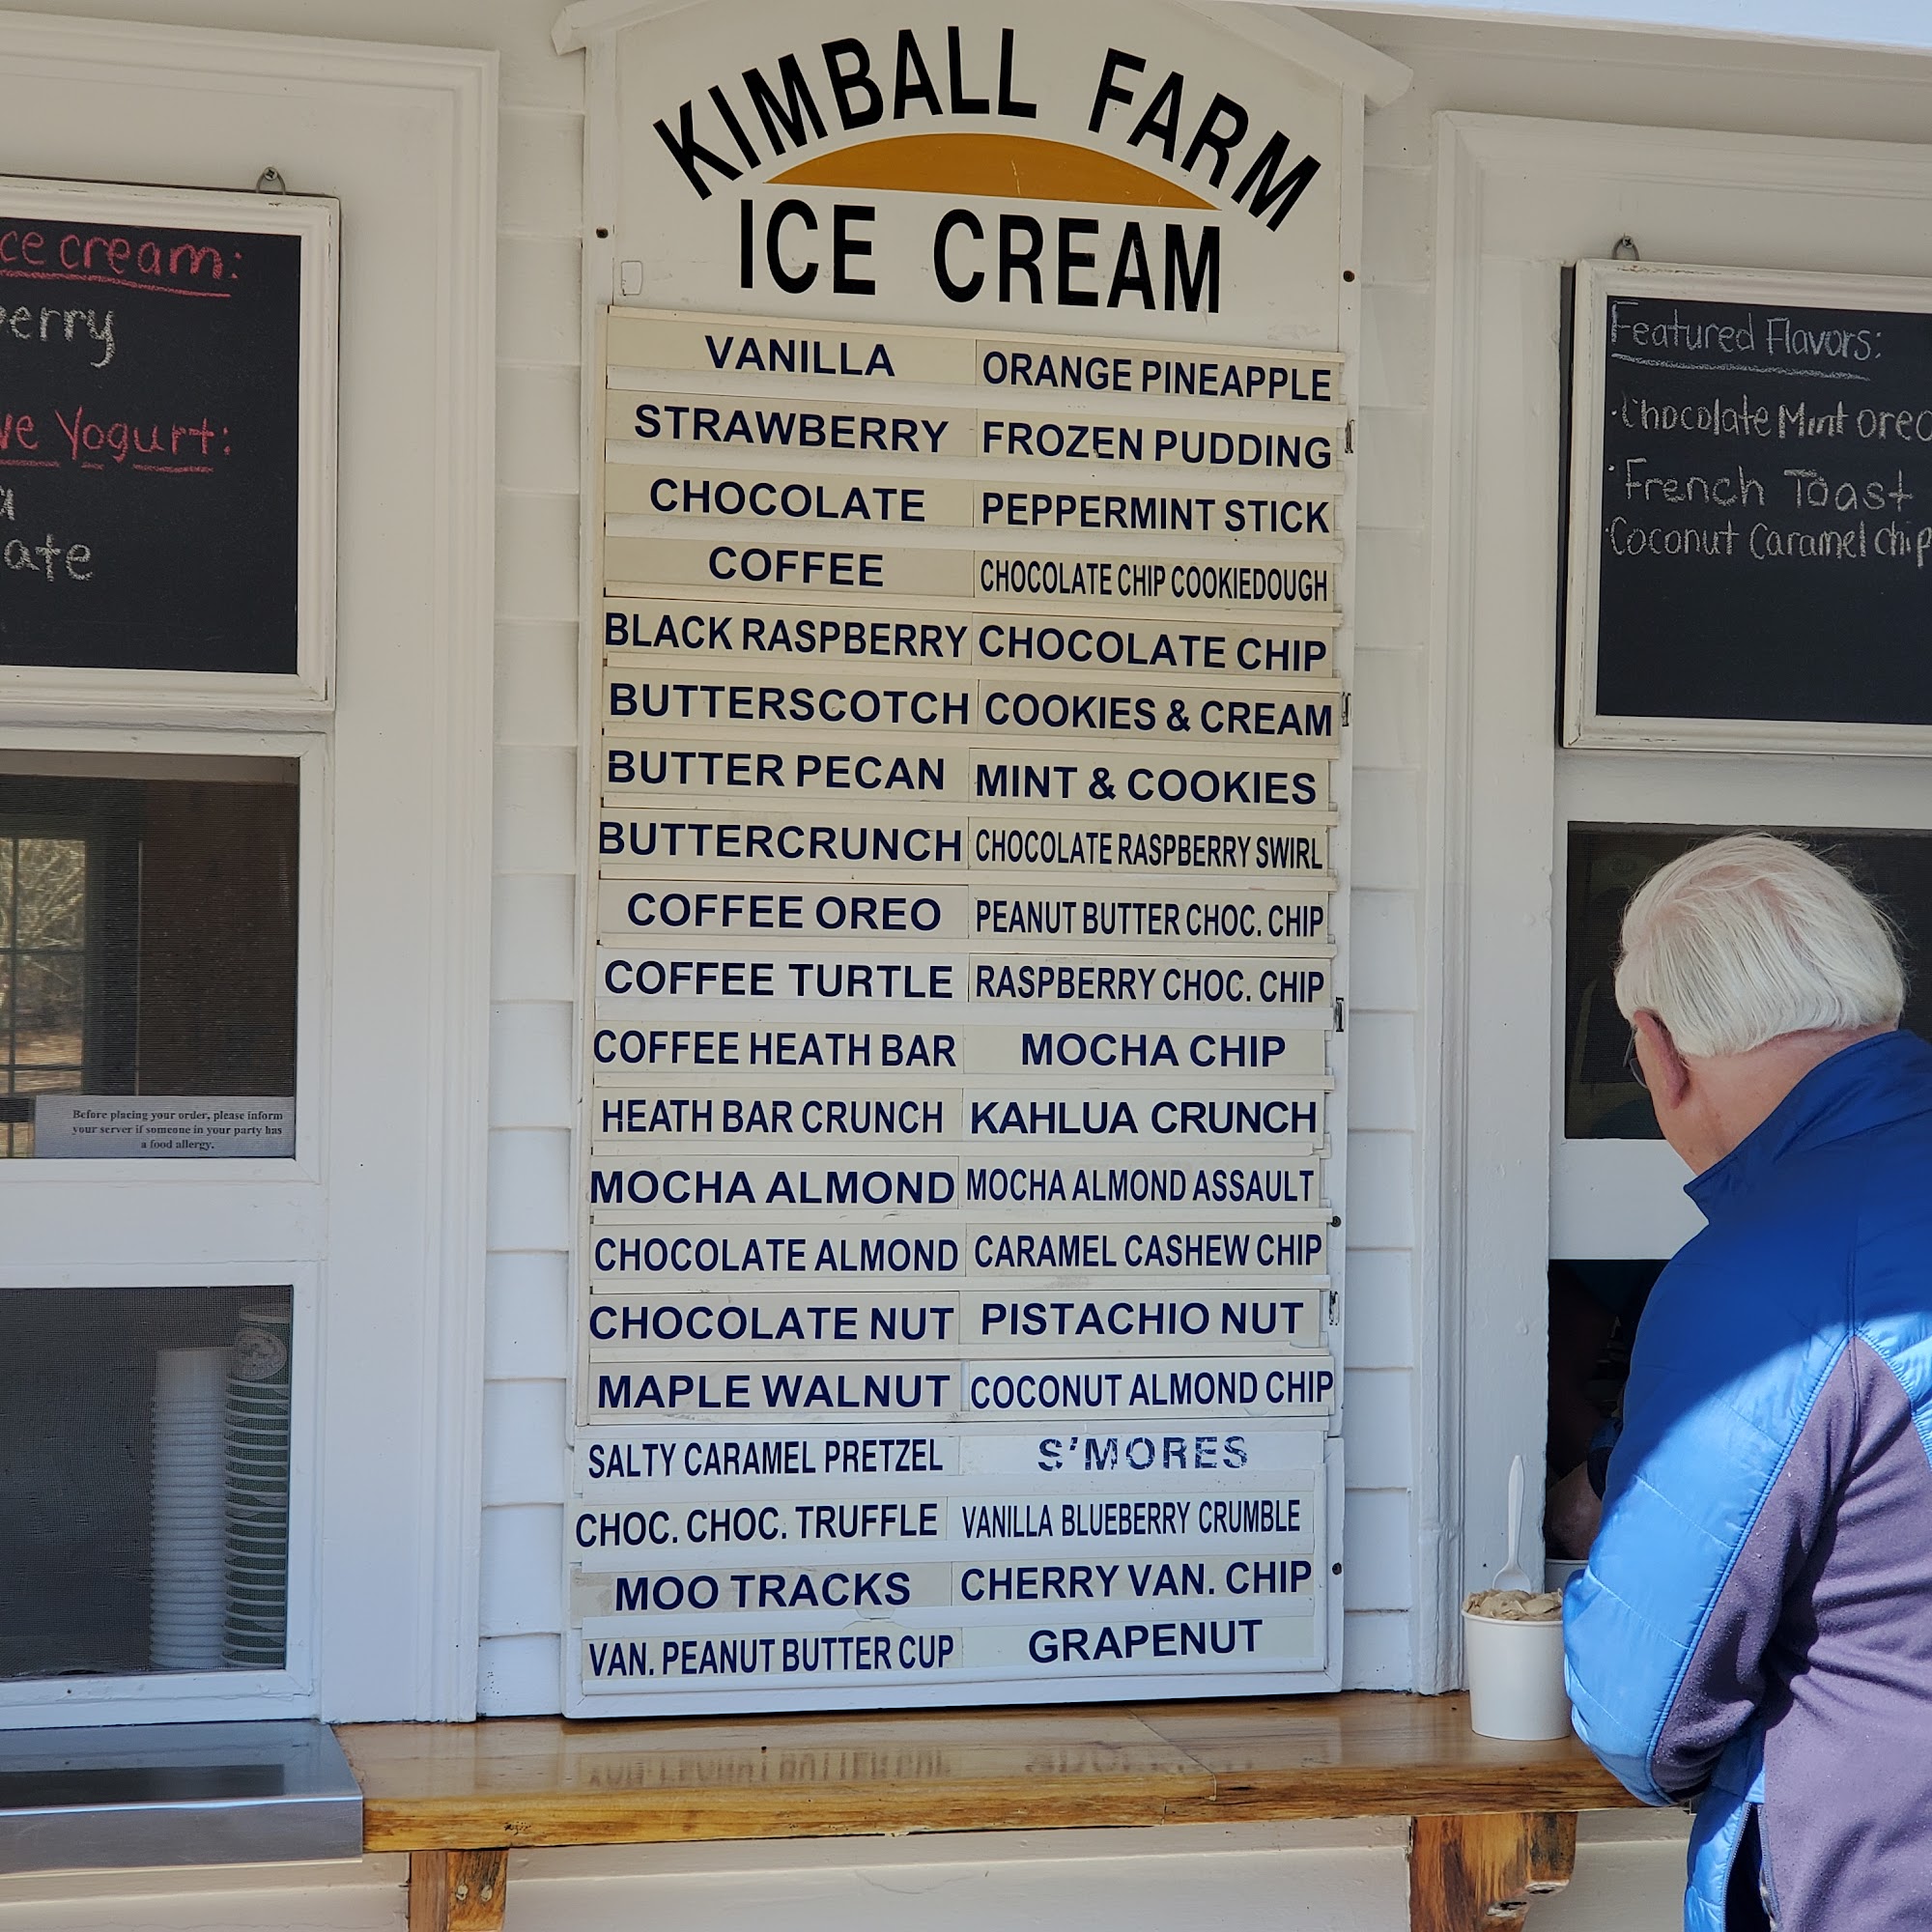 KIMBALL FARM
ICE CREAM
VANILLA
STRAWBERRY
CHOCOLATE
COFFEE
BLACK RASPBERRY
BUTTERSCOTCH
BUTTER PECAN
BUTTERCRUNCH
COFFEE OREO
COFFEE TURTLE
COFFEE HEATH BAR
HEATH BAR CRUNCH
MOCHA ALMOND
CHOCOLATE ALMOND
CHOCOLATE NUT
MAPLE WALNUT
SALTY CARAMEL PRETZEL
CHOC. CHOC. TRUFFLE
MOO TRACKS
VAN. PEANUT BUTTER CUP
ORANGE PINEAPPLE
FROZEN PUDDING
PEPPERMINT STICK
CHOCOLATE CHIP COOKIEDOUGH
CHOCOLATE CHIP
COOKIES & CREAM
MINT & COOKIES
CHOCOLATE RASPBERRY SWIRL
PEANUT BUTTER CHOC. CHIP
RASPBERRY CHOC. CHIP
MOCHA CHIP
KAHLUA CRUNCH
MOCHA ALMOND ASSAULT
CARAMEL CASHEW CHIP
PISTACHIO NUT
COCONUT ALMOND CHIP
S'MORES
VANILLA BLUEBERRY CRUMBLE
CHERRY VAN. CHIP
GRAPENUT
cream:
Yogurt:
Before placing your order, please inform
your server if someone in your party has
a food allergy.
Featured Flavors:
·Chocolate Mint oreo
·French Toast
·Coconut Caramel chip